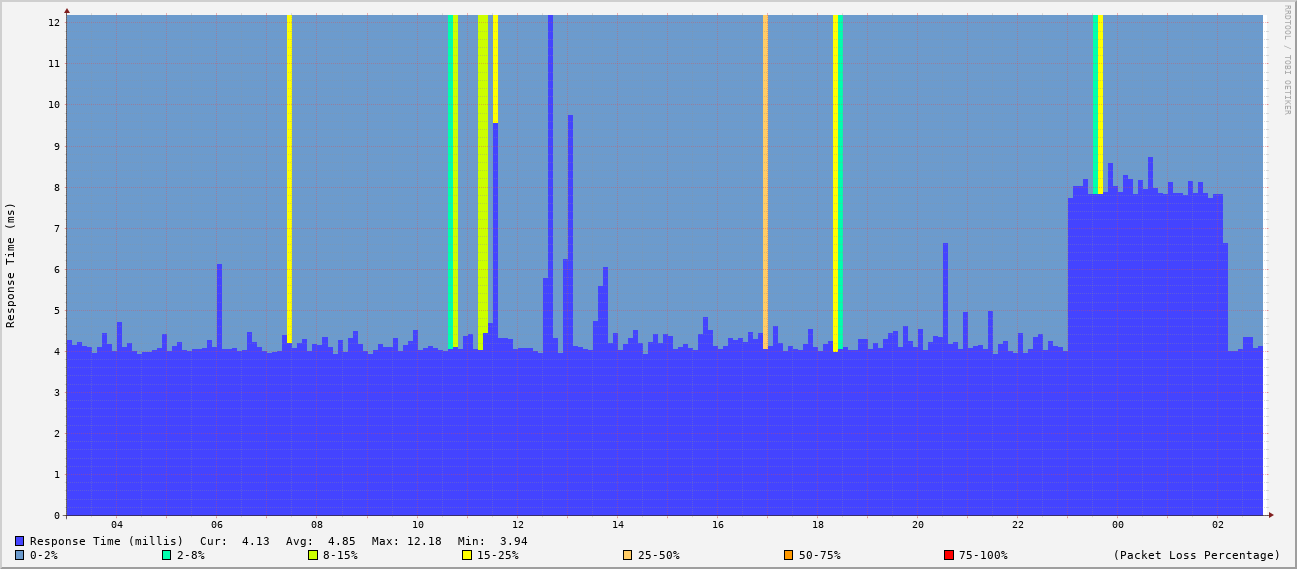 RRDTOOL / TOBI OETIKER
Response Time (ms)
12
11
10
9
8
7
6
5
4
3
2
1
0
04 06 08 10 12 14 16 18 20 22 00 02
Response Time (millis) Cur: 4.13 Avg: 4.85 Max: 12.18 Min: 3.94
0-2% 2-8% 8-15% 15-25% 25-50% 50-75% 75-100% (Packet Loss Percentage)